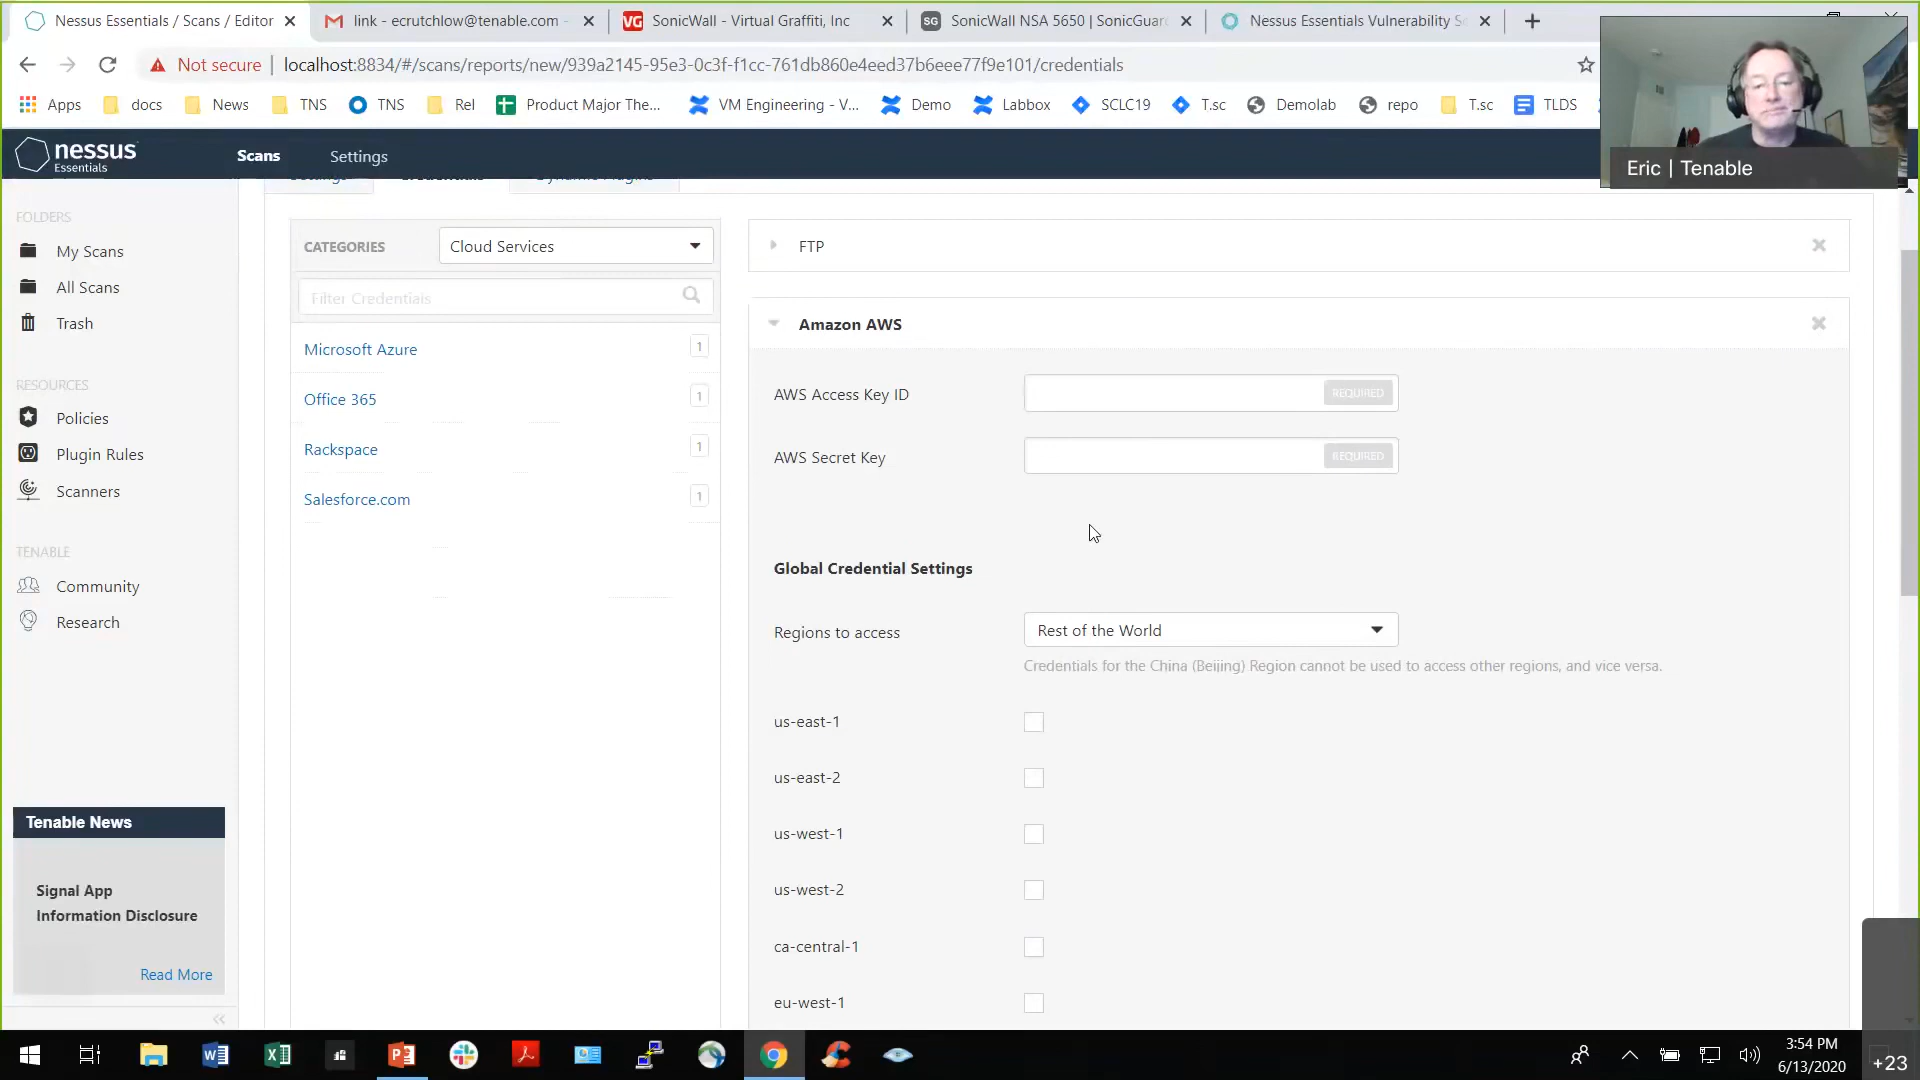 Nessus Essentials / Scans / Editor
link - ecrutchlow@tenable.com -
VG SonicWall - Virtual Graffiti, Inc
SG SonicWall NSA 5650 | SonicGuar
Nessus Essentials Vulnerability S
Not secure | localhost:8834/#/scans/reports/new/939a2145-95e3-0c3f-f1cc-761db860e4eed37b6eee77f9e101/credentials
Apps docs News TNS TNS Rel Product Major The... VM Engineering - V... Demo Labbox SCLC19 T.sc Demolab repo T.sc TLDS
Eric | Tenable
nessus
Essentials
Scans Settings
Settings Credentials Dynamic Plugins
FOLDERS
My Scans
All Scans
Trash
RESOURCES
Policies
Plugin Rules
Scanners
TENABLE
Community
Research
Tenable News
Signal App
Information Disclosure
Read More
CATEGORIES Cloud Services
Filter Credentials
Microsoft Azure 1
Office 365 1
Rackspace 1
Salesforce.com 1
FTP
Amazon AWS
AWS Access Key ID REQUIRED
AWS Secret Key REQUIRED
Global Credential Settings
Regions to access Rest of the World
Credentials for the China (Beijing) Region cannot be used to access other regions, and vice versa.
us-east-1
us-east-2
us-west-1
us-west-2
ca-central-1
eu-west-1
3:54 PM
6/13/2020
+23